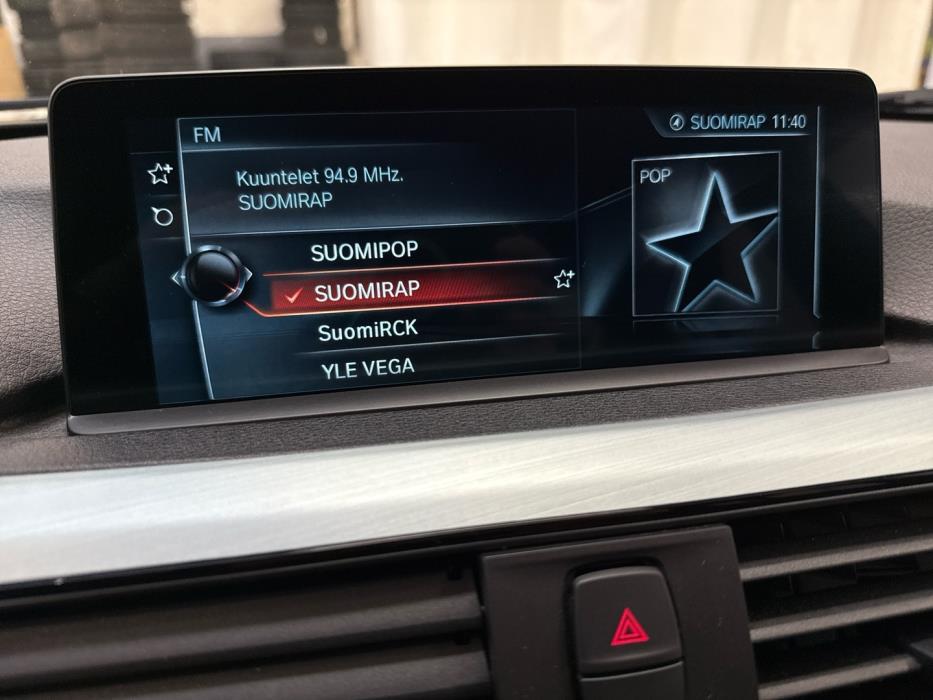 FM
SUOMIRAP 11:40
Kuuntelet 94.9 MHz.
SUOMIRAP
POP
SUOMIPOP
SUOMIRAP
SuomiRCK
YLE VEGA